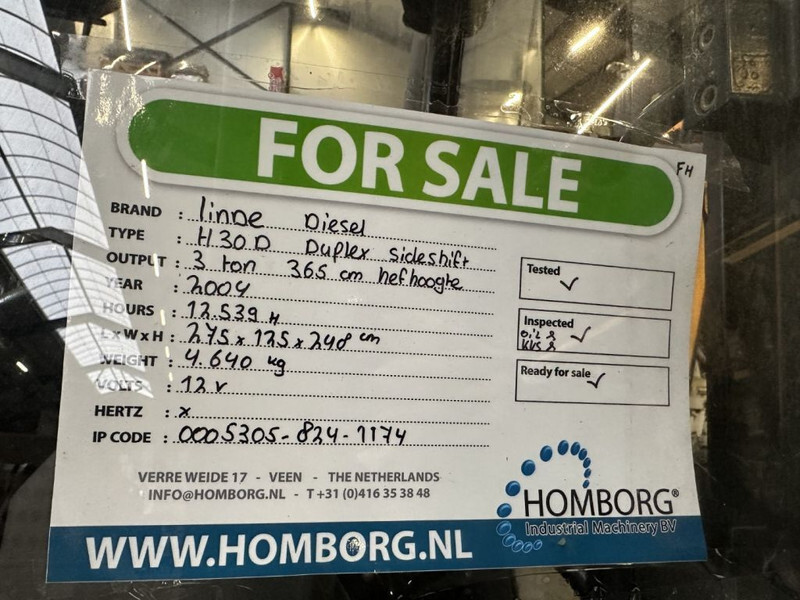 FOR SALE
FH
BRAND : linde Diesel
TYPE : H30D Duplex sideshift
OUTPUT : 3 ton 365 cm hefhoogte
YEAR : 2004
HOURS : 12.539 H
L x W x H : 275 x 125 x 248 cm
WEIGHT : 4.640 kg
VOLTS : 12 v
HERTZ : x
IP CODE : 0005305-824-1174
Tested ✓
Inspected ✓
Ready for sale ✓
VERRE WEIDE 17 - VEEN - THE NETHERLANDS
INFO@HOMBORG.NL - T +31 (0)416 35 38 48
HOMBORG®
Industrial Machinery BV
WWW.HOMBORG.NL